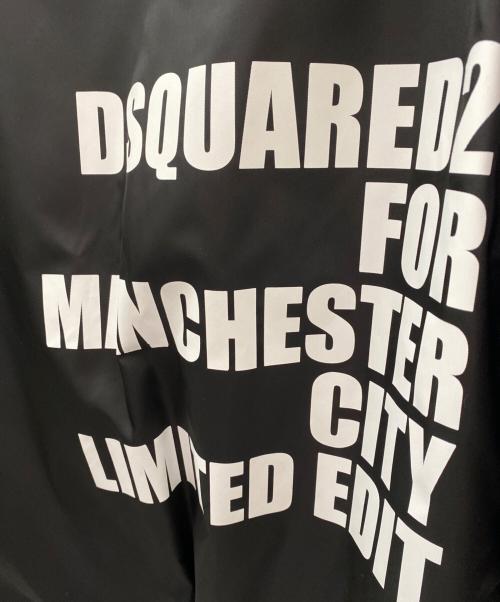 DSQUARED2
FOR
MANCHESTER
CITY
LIMITED EDIT